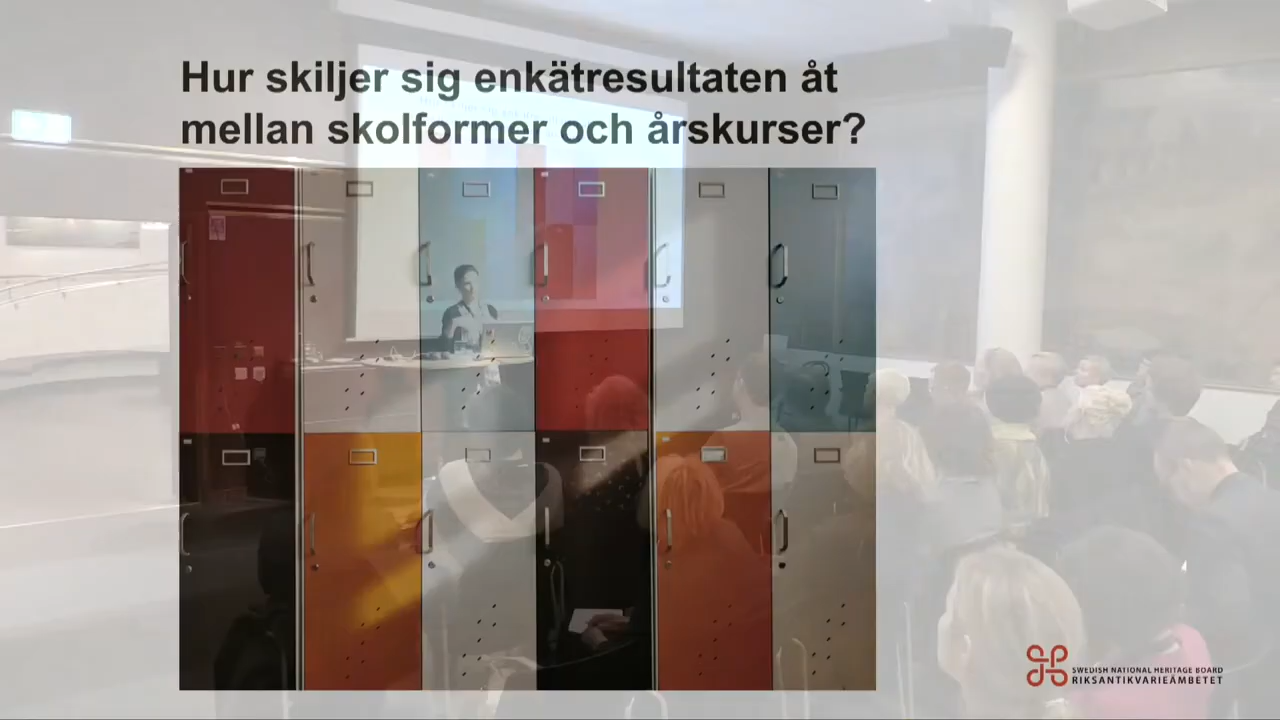 Hur skiljer sig enkätresultaten åt
mellan skolformer och årskurser?
SWEDISH NATIONAL HERITAGE BOARD
RIKSANTIKVARIEÄMBETET